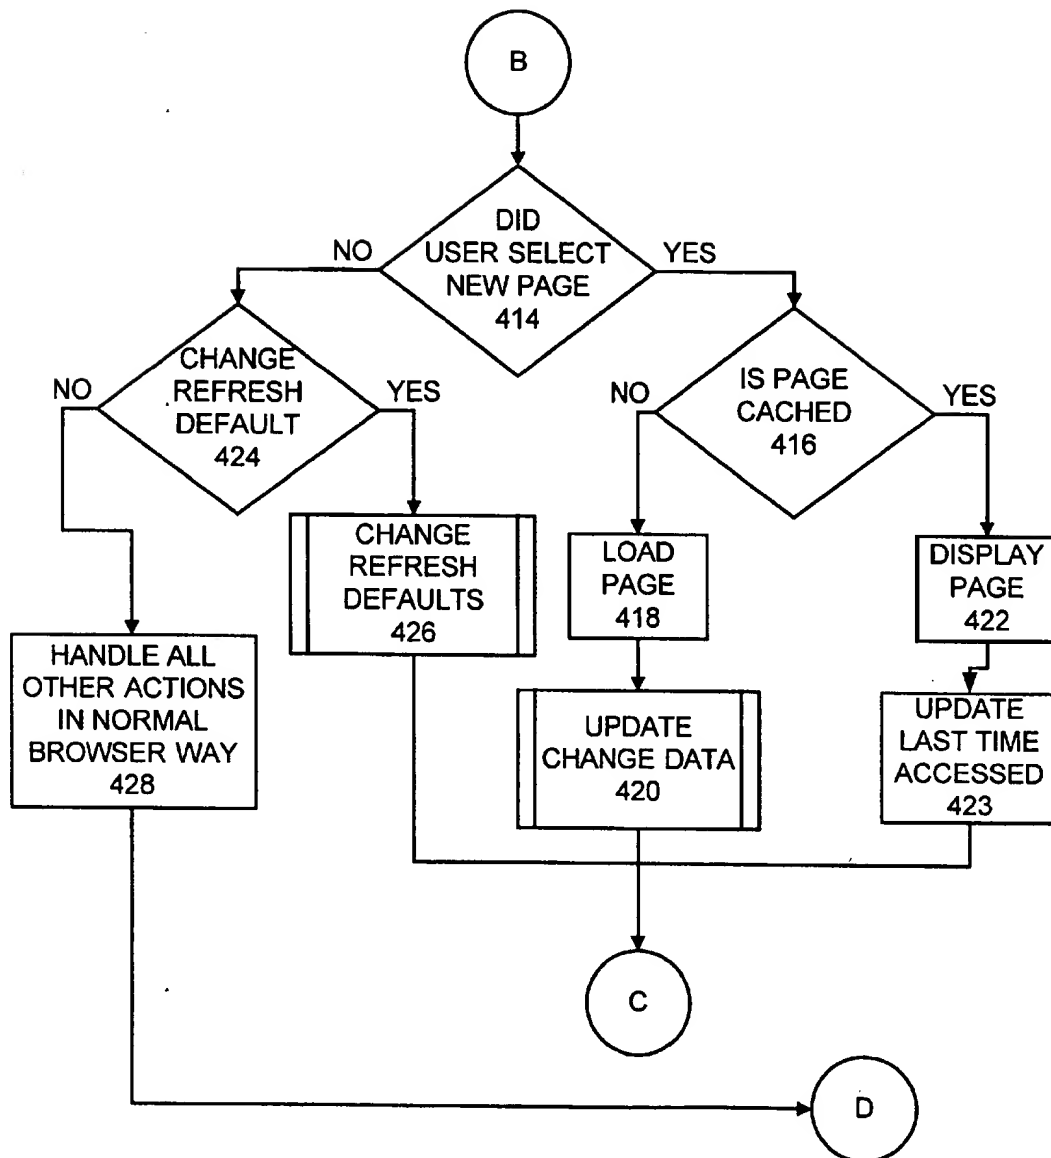 B
DID
USER SELECT
NEW PAGE
414
NO
YES
CHANGE
REFRESH
DEFAULT
424
NO
YES
IS PAGE
CACHED
416
NO
YES
CHANGE
REFRESH
DEFAULTS
426
LOAD
PAGE
418
DISPLAY
PAGE
422
HANDLE ALL
OTHER ACTIONS
IN NORMAL
BROWSER WAY
428
UPDATE
CHANGE DATA
420
UPDATE
LAST TIME
ACCESSED
423
C
D